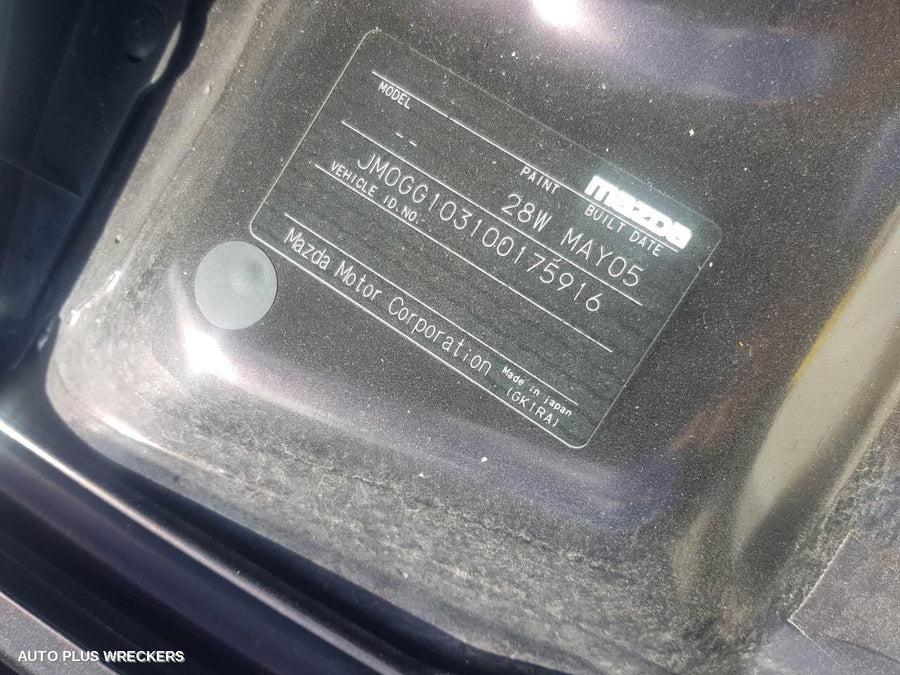 MODEL PAINT mazda
BUILT DATE
-- 28W MAY05
JM0GG103100175916
VEHICLE ID.NO.
Mazda Motor Corporation Made in japan
(GK1RA)
AUTO PLUS WRECKERS